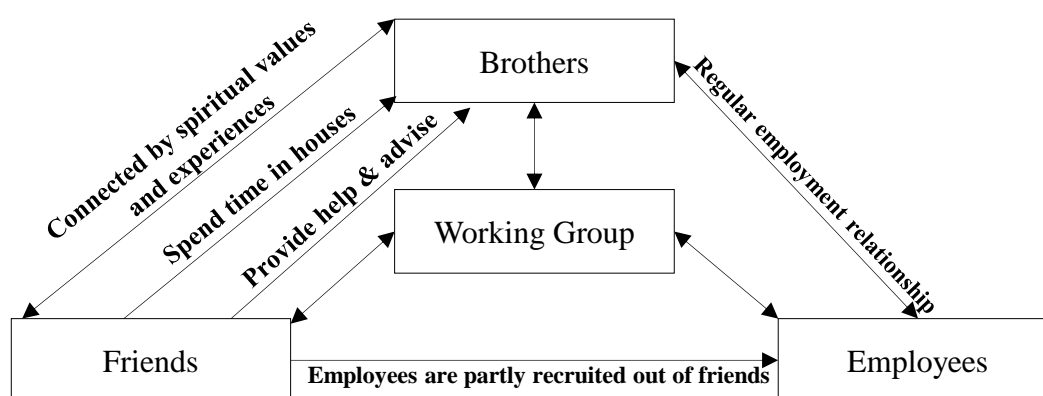 Brothers
Connected by spiritual values
and experiences
Spend time in houses
Provide help & advise
Regular employment relationship
Working Group
Friends
Employees are partly recruited out of friends
Employees